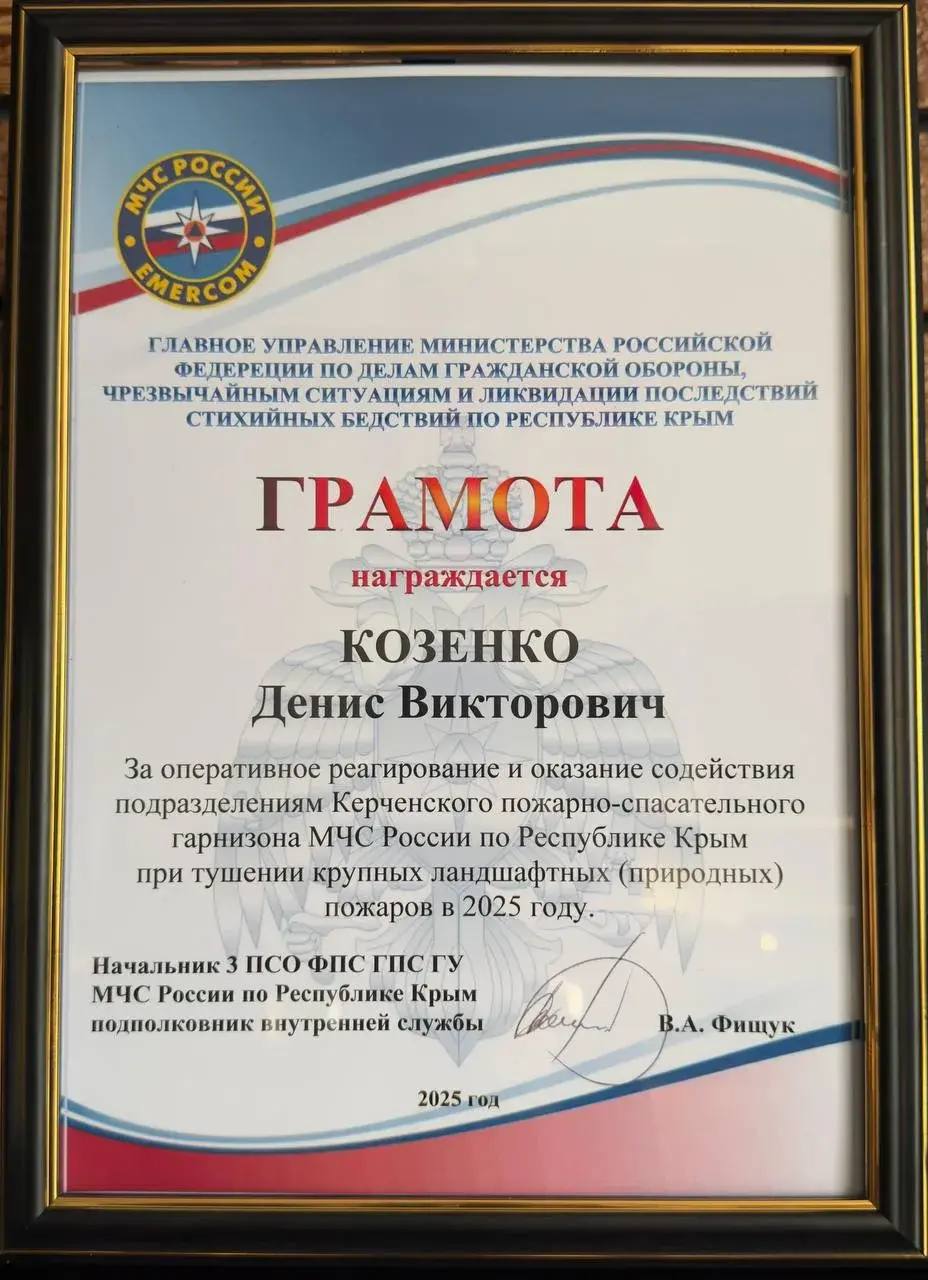 МЧС РОССИИ
EMERCOM
ГЛАВНОЕ УПРАВЛЕНИЕ МИНИСТЕРСТВА РОССИЙСКОЙ
ФЕДЕРЕЦИИ ПО ДЕЛАМ ГРАЖДАНСКОЙ ОБОРОНЫ,
ЧРЕЗВЫЧАЙНЫМ СИТУАЦИЯМ И ЛИКВИДАЦИИ ПОСЛЕДСТВИЙ
СТИХИЙНЫХ БЕДСТВИЙ ПО РЕСПУБЛИКЕ КРЫМ
ГРАМОТА
награждается
КОЗЕНКО
Денис Викторович
За оперативное реагирование и оказание содействия
подразделениям Керченского пожарно-спасательного
гарнизона МЧС России по Республике Крым
при тушении крупных ландшафтных (природных)
пожаров в 2025 году.
Начальник 3 ПСО ФПС ГПС ГУ
МЧС России по Республике Крым
подполковник внутренней службы В.А. Фищук
2025 год